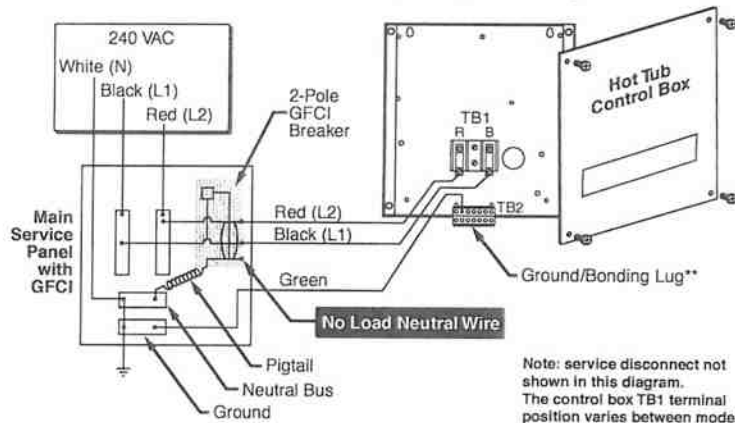 240 VAC
White (N)
Black (L1)
Red (L2)
2-Pole
GFCI
Breaker
Hot Tub
Control Box
TB1
R B
Main
Service
Panel
with
GFCI
Red (L2)
Black (L1)
Green
TB2
Ground/Bonding Lug**
No Load Neutral Wire
Pigtail
Neutral Bus
Ground
Note: service disconnect not
shown in this diagram.
The control box TB1 terminal
position varies between